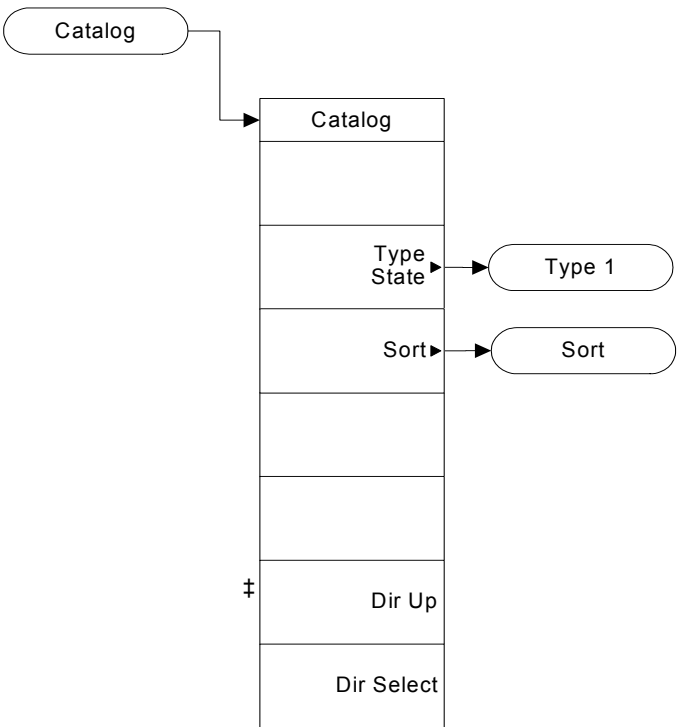 Catalog
Catalog
Type
State
Type 1
Sort
Sort
‡
Dir Up
Dir Select